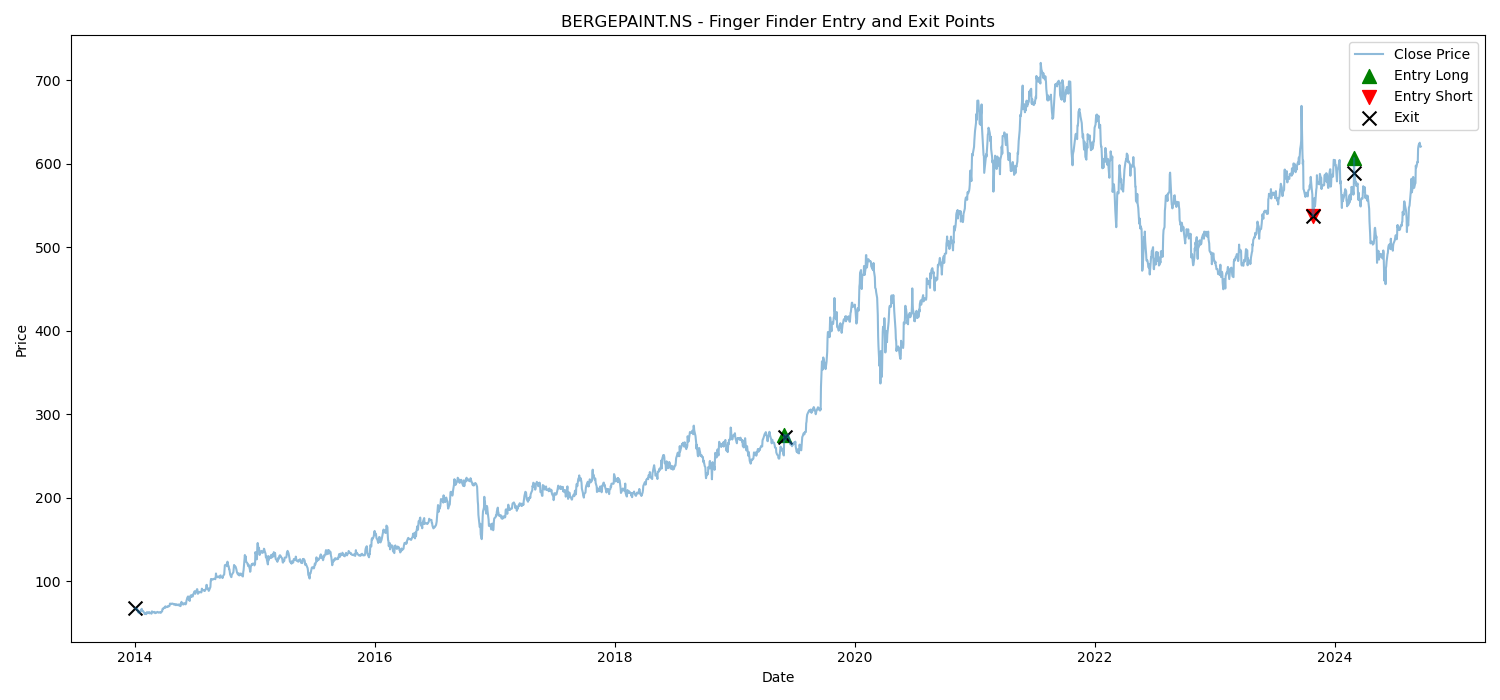 BERGEPAINT.NS - Finger Finder Entry and Exit Points
Close Price
Entry Long
Entry Short
Exit
Price
700
600
500
400
300
200
100
2014
2016
2018
2020
2022
2024
Date